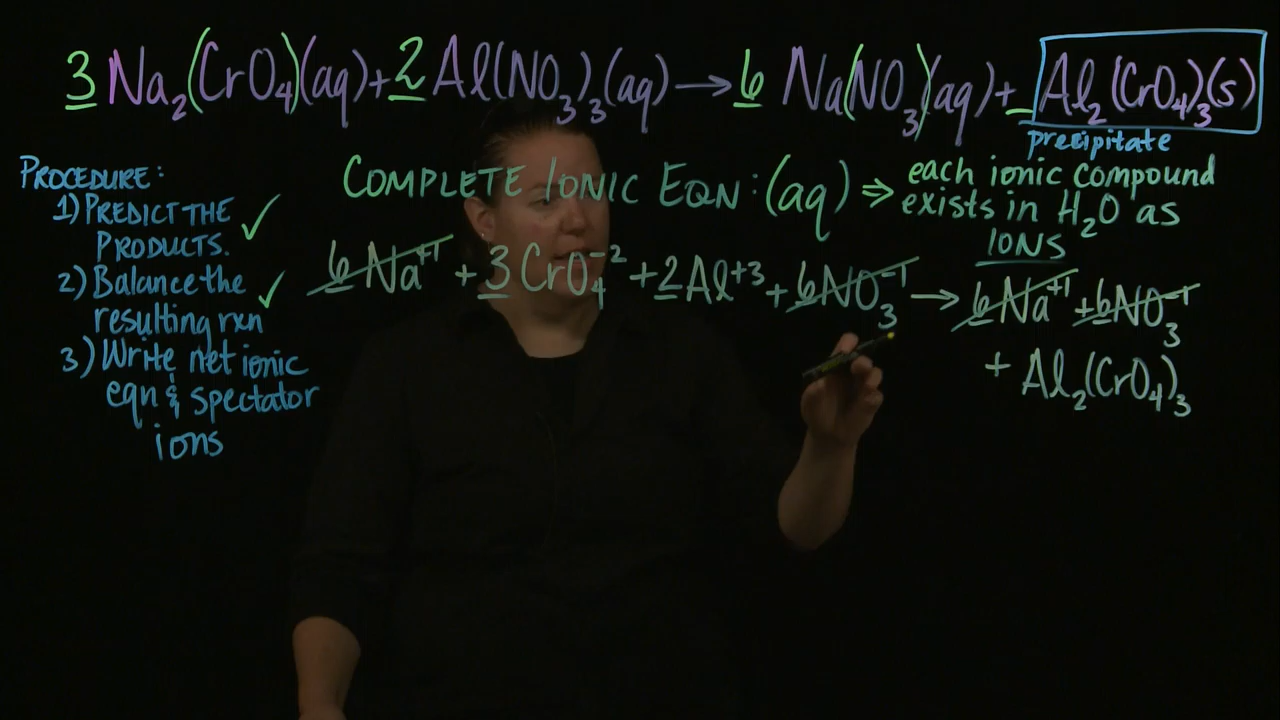 3 Na₂(CrO₄)(aq) + 2 Al(NO₃)₃(aq) → 6 Na(NO₃)(aq) + _ Al₂(CrO₄)₃(s)
precipitate
PROCEDURE:
1) PREDICT THE
PRODUCTS. ✓
2) Balance the ✓
resulting rxn
3) Write net ionic
eqn & spectator
ions
COMPLETE IONIC EQN: (aq) ⇒ each ionic compound
exists in H₂O as
IONS
6 Na⁺¹ + 3 CrO₄⁻² + 2 Al⁺³ + 6 NO₃⁻¹ → 6 Na⁺¹ + 6 NO₃⁻¹
+ Al₂(CrO₄)₃